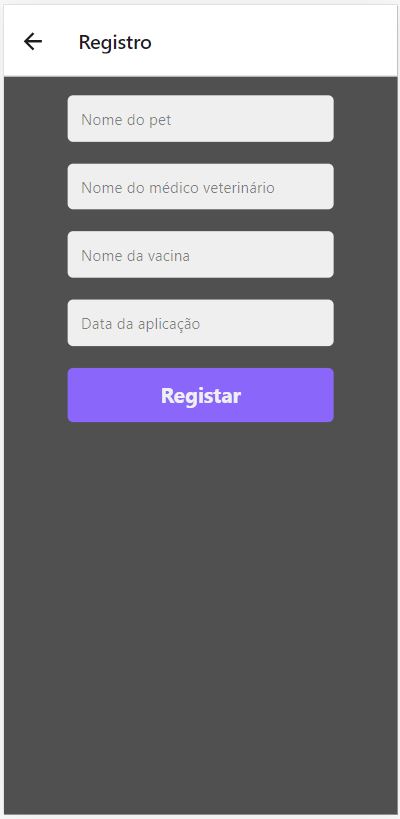 Registro
Nome do pet
Nome do médico veterinário
Nome da vacina
Data da aplicação
Registar